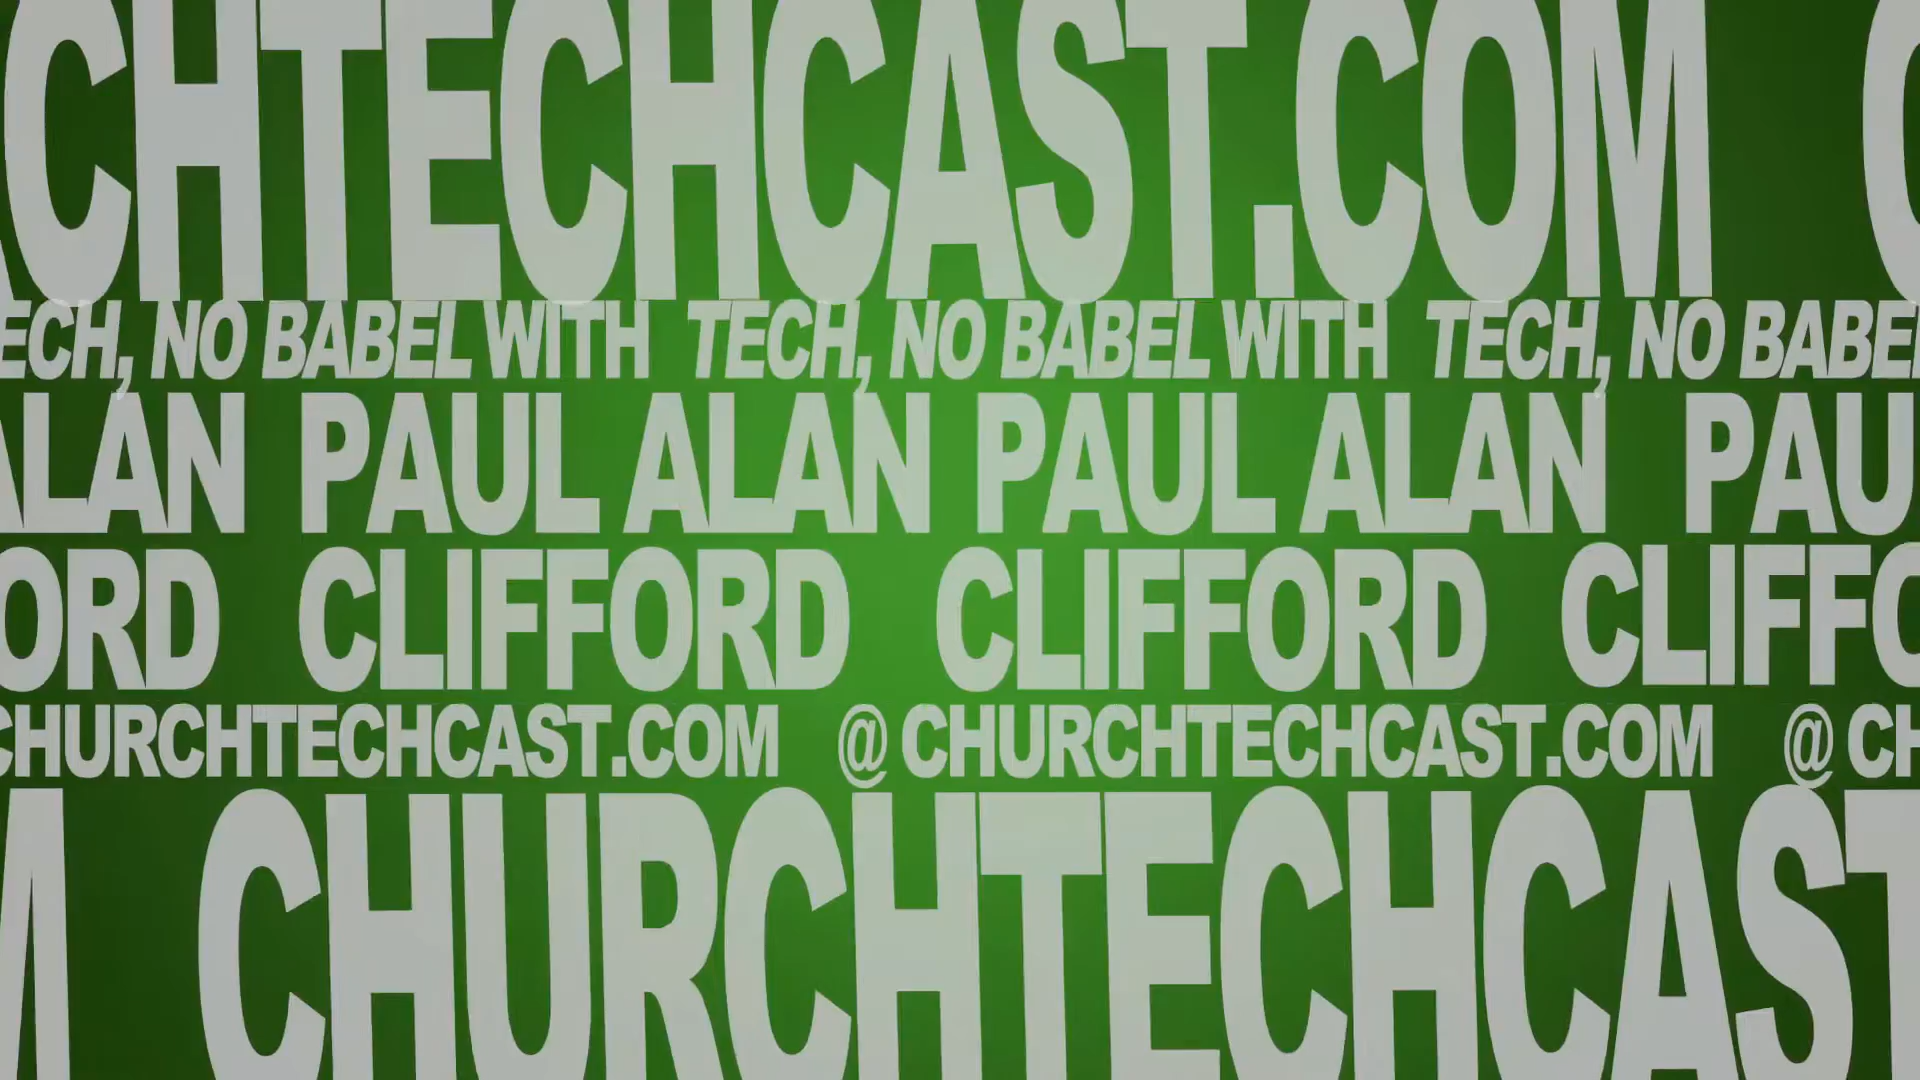 CHTECHCAST.COM C
ECH, NO BABEL WITH TECH, NO BABEL WITH TECH, NO BABEL
ALAN PAUL ALAN PAUL ALAN PAU
ORD CLIFFORD CLIFFORD CLIFFO
CHURCHTECHCAST.COM @ CHURCHTECHCAST.COM @ CH
M CHURCHTECHCAST